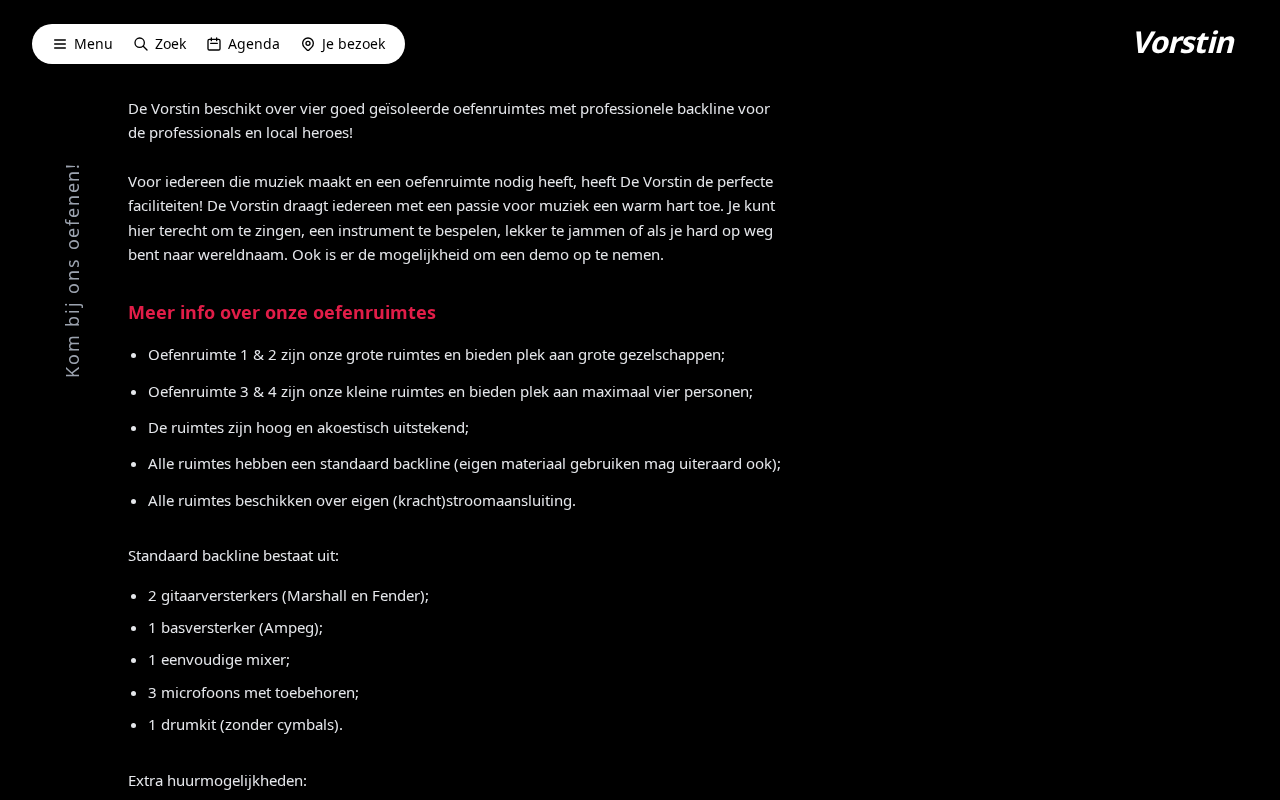 Menu Zoek Agenda Je bezoek
Vorstin
Kom bij ons oefenen!
De Vorstin beschikt over vier goed geïsoleerde oefenruimtes met professionele backline voor
de professionals en local heroes!
Voor iedereen die muziek maakt en een oefenruimte nodig heeft, heeft De Vorstin de perfecte
faciliteiten! De Vorstin draagt iedereen met een passie voor muziek een warm hart toe. Je kunt
hier terecht om te zingen, een instrument te bespelen, lekker te jammen of als je hard op weg
bent naar wereldnaam. Ook is er de mogelijkheid om een demo op te nemen.
Meer info over onze oefenruimtes
• Oefenruimte 1 & 2 zijn onze grote ruimtes en bieden plek aan grote gezelschappen;
• Oefenruimte 3 & 4 zijn onze kleine ruimtes en bieden plek aan maximaal vier personen;
• De ruimtes zijn hoog en akoestisch uitstekend;
• Alle ruimtes hebben een standaard backline (eigen materiaal gebruiken mag uiteraard ook);
• Alle ruimtes beschikken over eigen (kracht)stroomaansluiting.
Standaard backline bestaat uit:
• 2 gitaarversterkers (Marshall en Fender);
• 1 basversterker (Ampeg);
• 1 eenvoudige mixer;
• 3 microfoons met toebehoren;
• 1 drumkit (zonder cymbals).
Extra huurmogelijkheden: